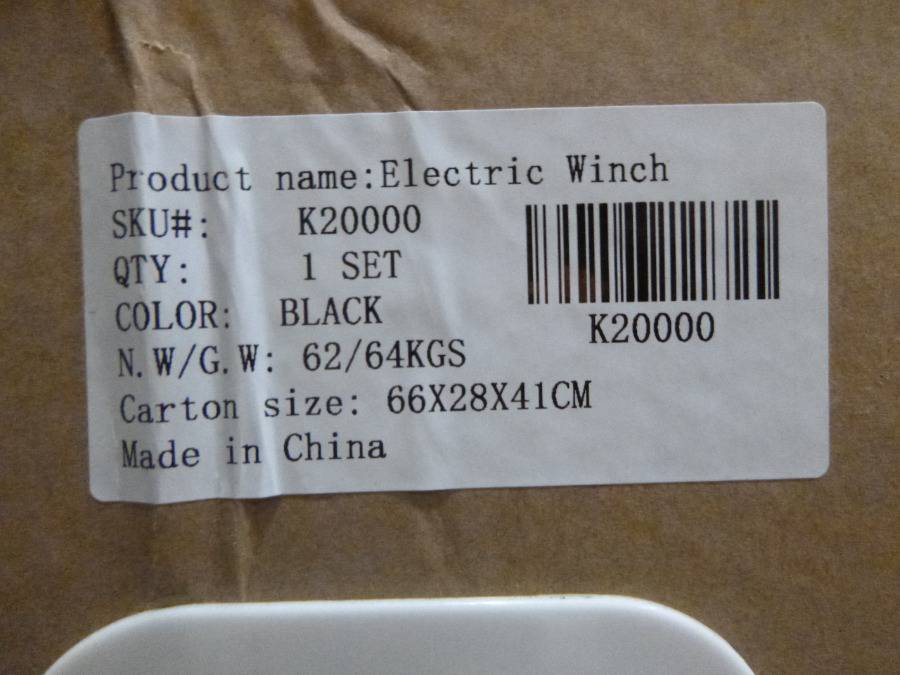 Product name:Electric Winch
SKU#: K20000
QTY: 1 SET
COLOR: BLACK
N.W/G.W: 62/64KGS
Carton size: 66X28X41CM
Made in China
K20000